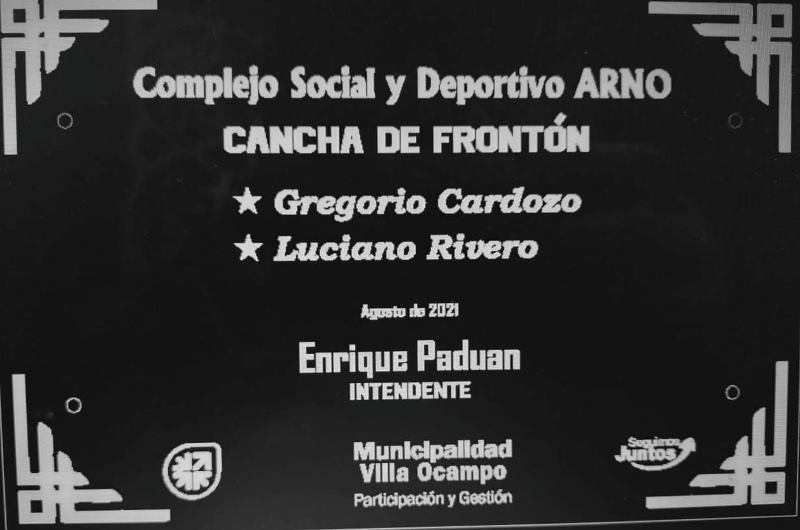 Complejo Social y Deportivo ARNO
CANCHA DE FRONTÓN
★ Gregorio Cardozo
★ Luciano Rivero
Agosto de 2021
Enrique Paduan
INTENDENTE
Municipalidad
Villa Ocampo
Participación y Gestión
Seguimos
Juntos